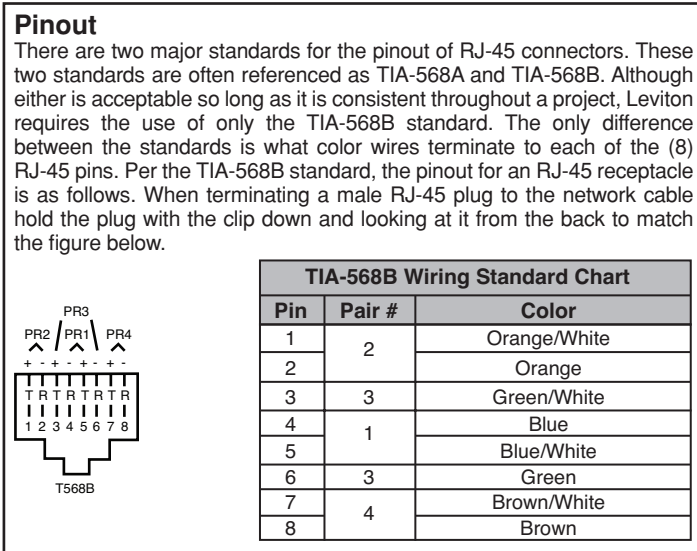 Pinout
There are two major standards for the pinout of RJ-45 connectors. These
two standards are often referenced as TIA-568A and TIA-568B. Although
either is acceptable so long as it is consistent throughout a project, Leviton
requires the use of only the TIA-568B standard. The only difference
between the standards is what color wires terminate to each of the (8)
RJ-45 pins. Per the TIA-568B standard, the pinout for an RJ-45 receptacle
is as follows. When terminating a male RJ-45 plug to the network cable
hold the plug with the clip down and looking at it from the back to match
the figure below.
PR3
PR2 PR1 PR4
+ - + - + - + -
T R T R T R T R
1 2 3 4 5 6 7 8
T568B
TIA-568B Wiring Standard Chart
Pin Pair # Color
1 2 Orange/White
2 Orange
3 3 Green/White
4 1 Blue
5 Blue/White
6 3 Green
7 4 Brown/White
8 Brown